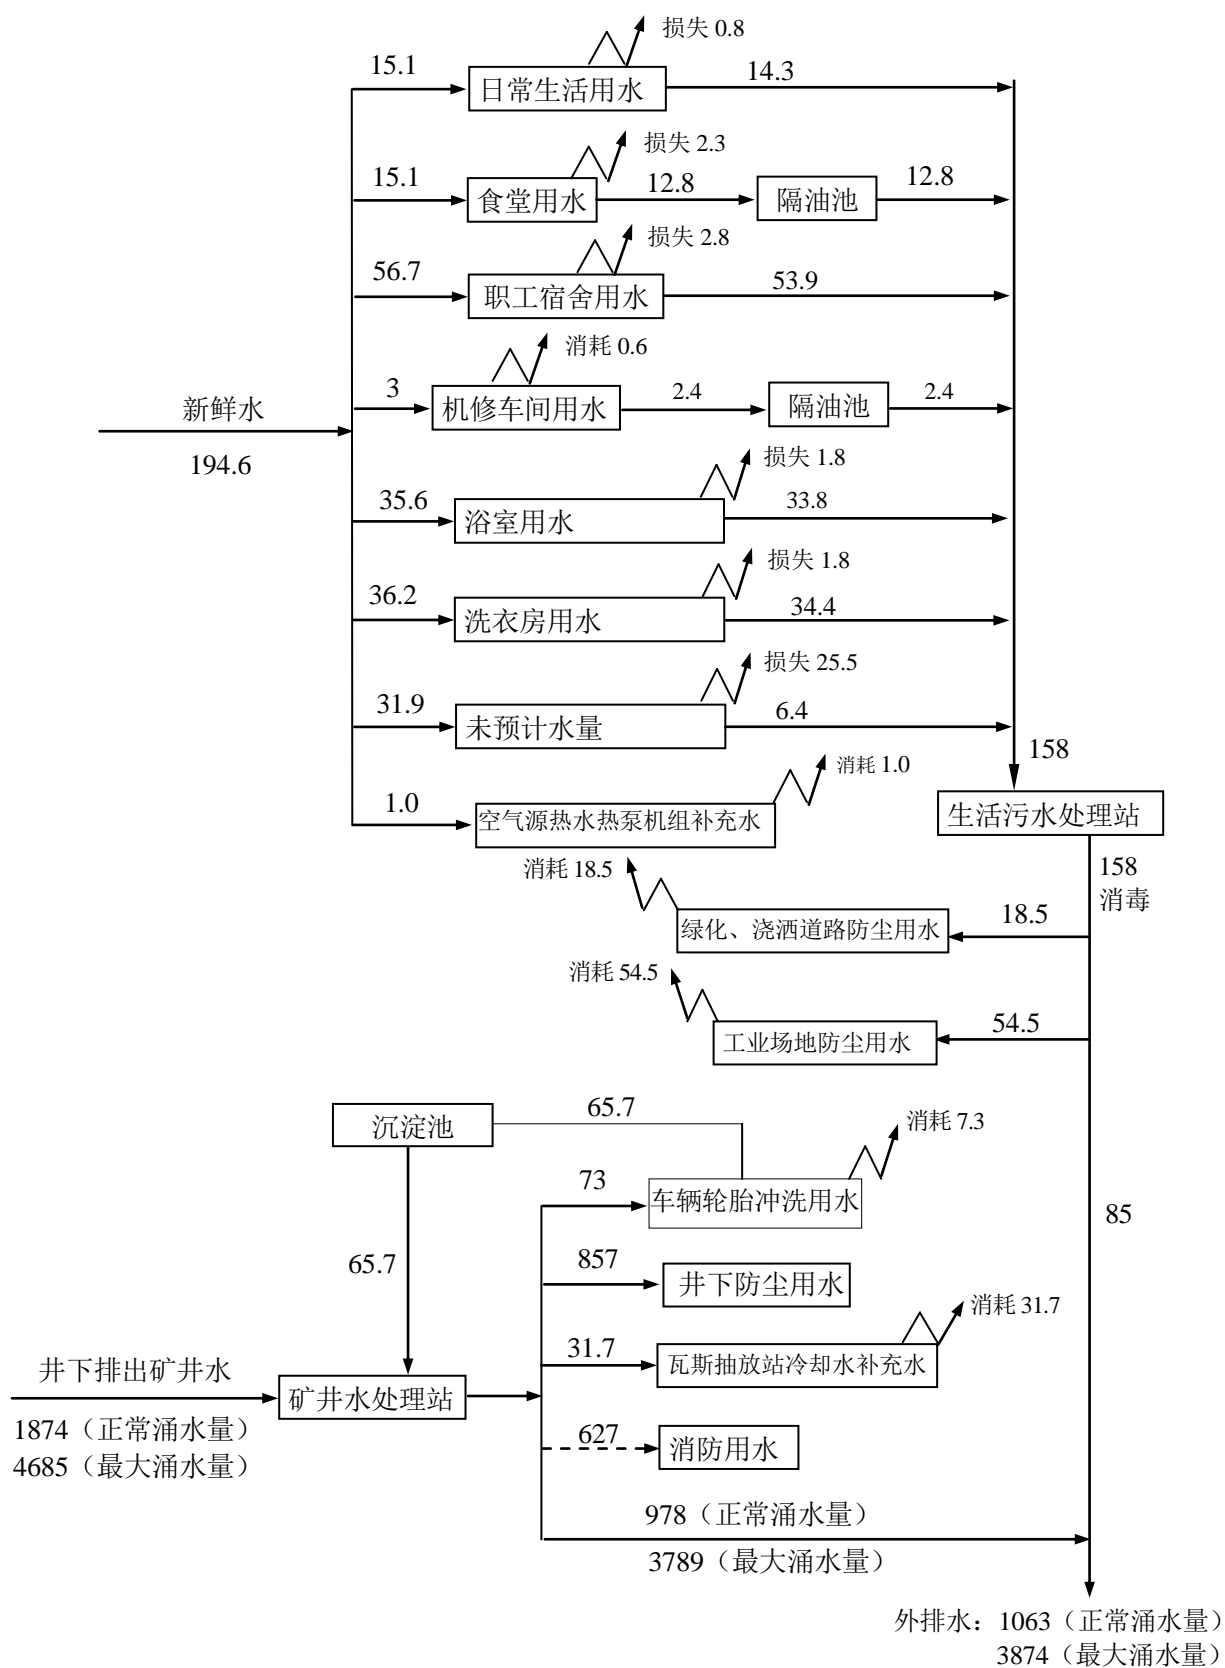 损失 0.8
15.1
日常生活用水
14.3
损失 2.3
15.1
食堂用水
12.8
隔油池
12.8
损失 2.8
56.7
职工宿舍用水
53.9
消耗 0.6
3
机修车间用水
2.4
隔油池
2.4
新鲜水
194.6
损失 1.8
35.6
浴室用水
33.8
损失 1.8
36.2
洗衣房用水
34.4
损失 25.5
31.9
未预计水量
6.4
158
消耗 1.0
1.0
空气源热水热泵机组补充水
生活污水处理站
消耗 18.5
158
消毒
绿化、浇洒道路防尘用水
18.5
消耗 54.5
工业场地防尘用水
54.5
沉淀池
65.7
消耗 7.3
73
车辆轮胎冲洗用水
85
65.7
857
井下防尘用水
消耗 31.7
31.7
瓦斯抽放站冷却水补充水
井下排出矿井水
矿井水处理站
1874（正常涌水量）
4685（最大涌水量）
627
消防用水
978（正常涌水量）
3789（最大涌水量）
外排水：1063（正常涌水量）
3874（最大涌水量）